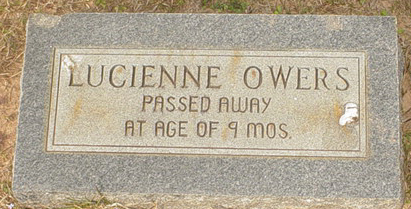 LUCIENNE OWERS
PASSED AWAY
AT AGE OF 9 MOS.